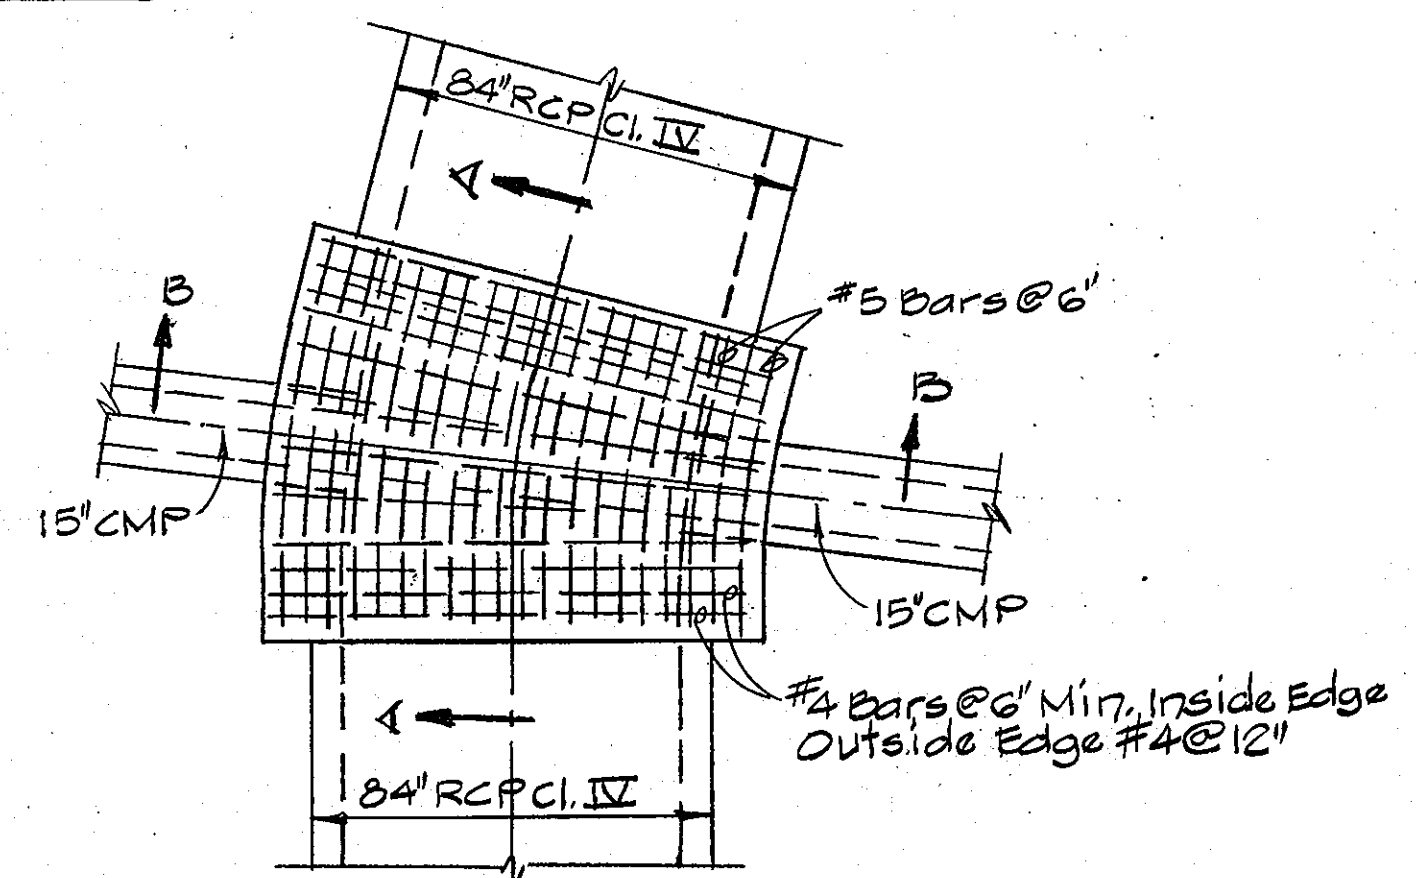 84" RCP Cl. IV
A
B
#5 Bars @ 6"
B
15" CMP
15" CMP
#4 Bars @ 6" Min. Inside Edge
Outside Edge #4 @ 12"
A
84" RCP Cl. IV